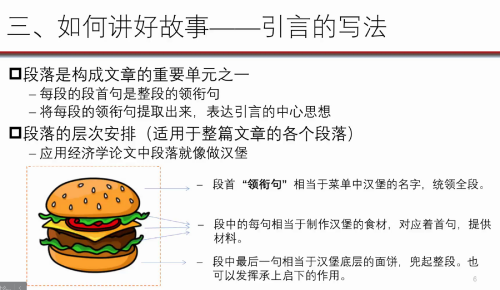 三、如何讲好故事——引言的写法
段落是构成文章的重要单元之一
– 每段的段首句是整段的领衔句
– 将每段的领衔句提取出来，表达引言的中心思想
段落的层次安排（适用于整篇文章的各个段落）
– 应用经济学论文中段落就像做汉堡
– 段首“领衔句”相当于菜单中汉堡的名字，统领全段。
– 段中的每句相当于制作汉堡的食材，对应着首句，提供
材料。
– 段中最后一句相当于汉堡底层的面饼，兜起整段。也
可以发挥承上启下的作用。
6